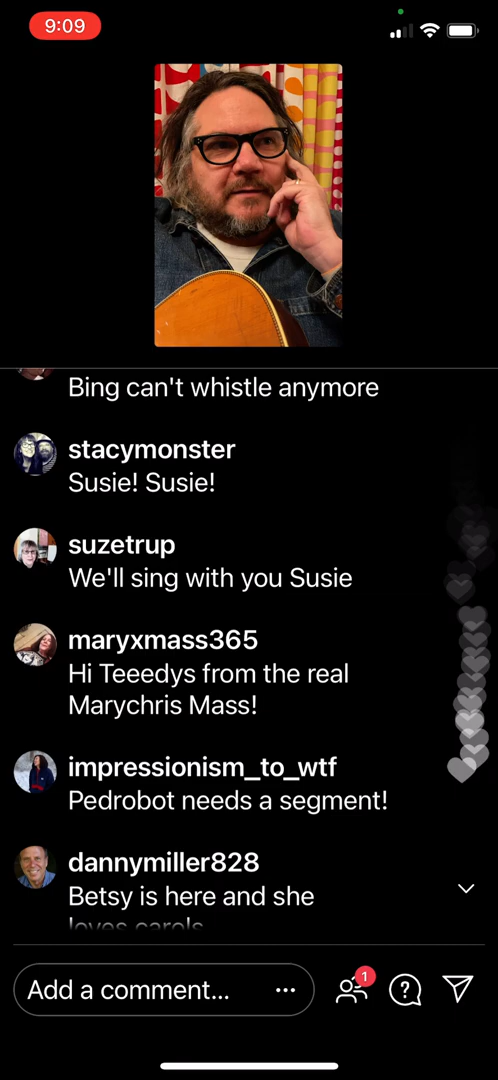 9:09
Bing can't whistle anymore
stacymonster
Susie! Susie!
suzetrup
We'll sing with you Susie
maryxmass365
Hi Teeedys from the real
Marychris Mass!
impressionism_to_wtf
Pedrobot needs a segment!
dannymiller828
Betsy is here and she
loves carols
Add a comment...
1